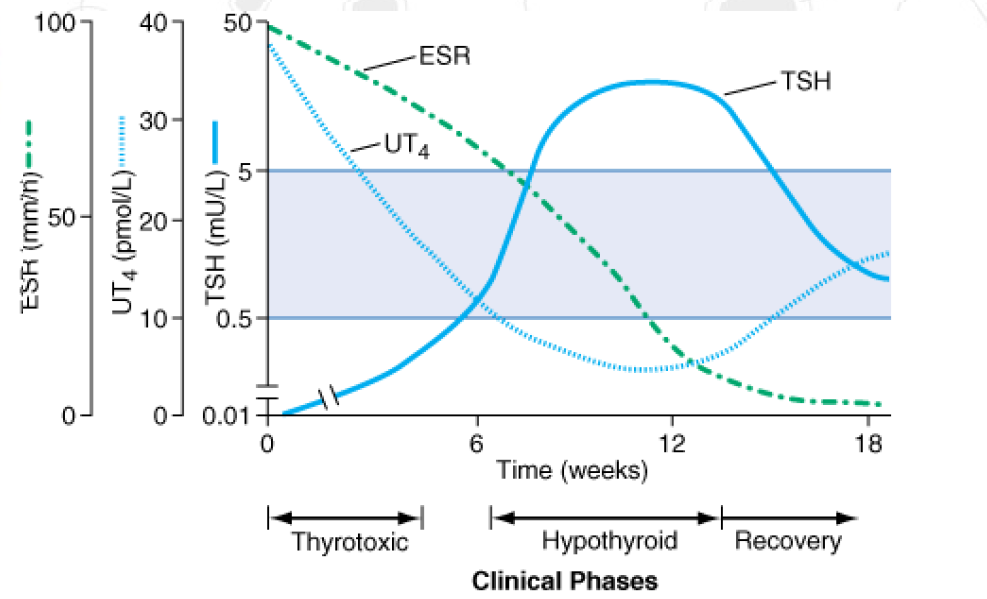 100
50
0
ESR (mm/h)
40
30
20
10
0
UT4 (pmol/L)
50
5
0.5
0.01
TSH (mU/L)
ESR
UT4
TSH
0 6 12 18
Time (weeks)
Thyrotoxic Hypothyroid Recovery
Clinical Phases